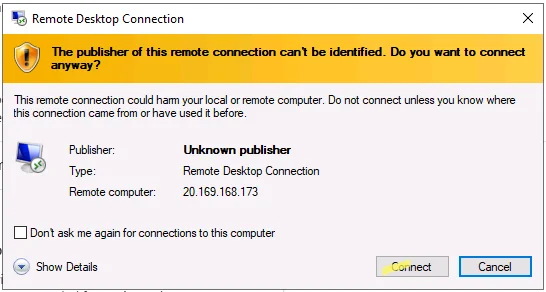 Remote Desktop Connection
The publisher of this remote connection can't be identified. Do you want to connect
anyway?
This remote connection could harm your local or remote computer. Do not connect unless you know where
this connection came from or have used it before.
Publisher: Unknown publisher
Type: Remote Desktop Connection
Remote computer: 20.169.168.173
Don't ask me again for connections to this computer
Show Details
Connect
Cancel